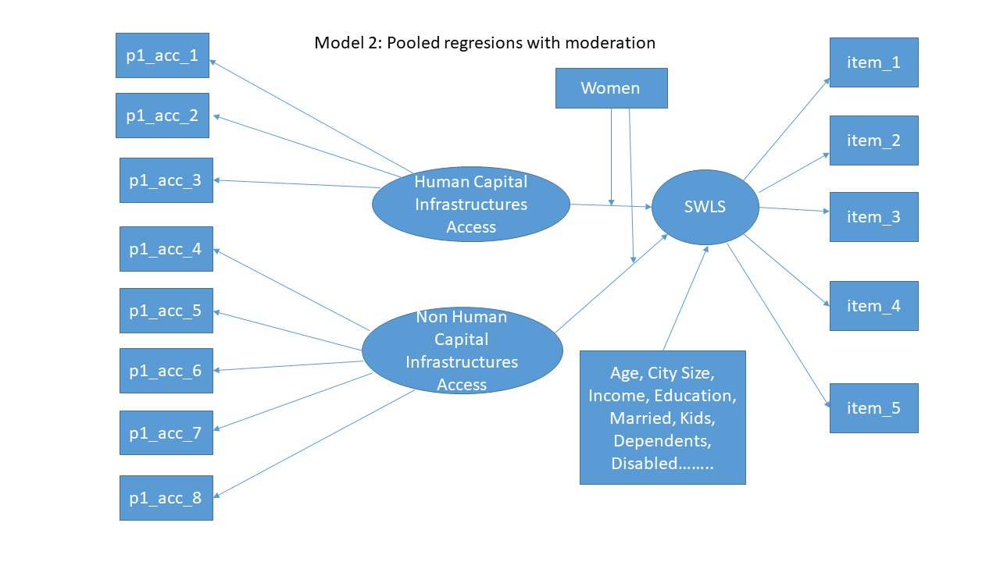 Model 2: Pooled regresions with moderation
p1_acc_1
p1_acc_2
p1_acc_3
p1_acc_4
p1_acc_5
p1_acc_6
p1_acc_7
p1_acc_8
Human Capital
Infrastructures
Access
Non Human
Capital
Infrastructures
Access
Women
SWLS
Age, City Size,
Income, Education,
Married, Kids,
Dependents,
Disabled……..
item_1
item_2
item_3
item_4
item_5